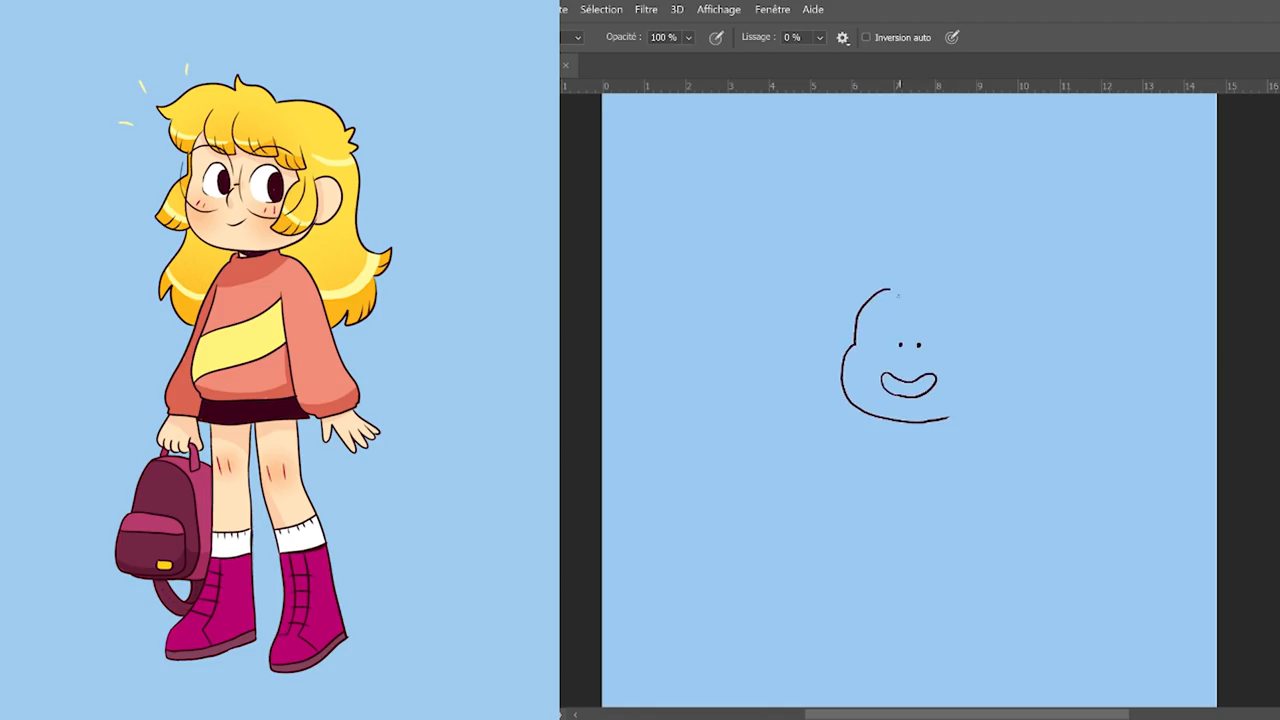 te Sélection Filtre 3D Affichage Fenêtre Aide
Opacité : 100 % Lissage : 0 % Inversion auto
×
1 0 1 2 3 4 5 6 7 8 9 10 11 12 13 14 15 16